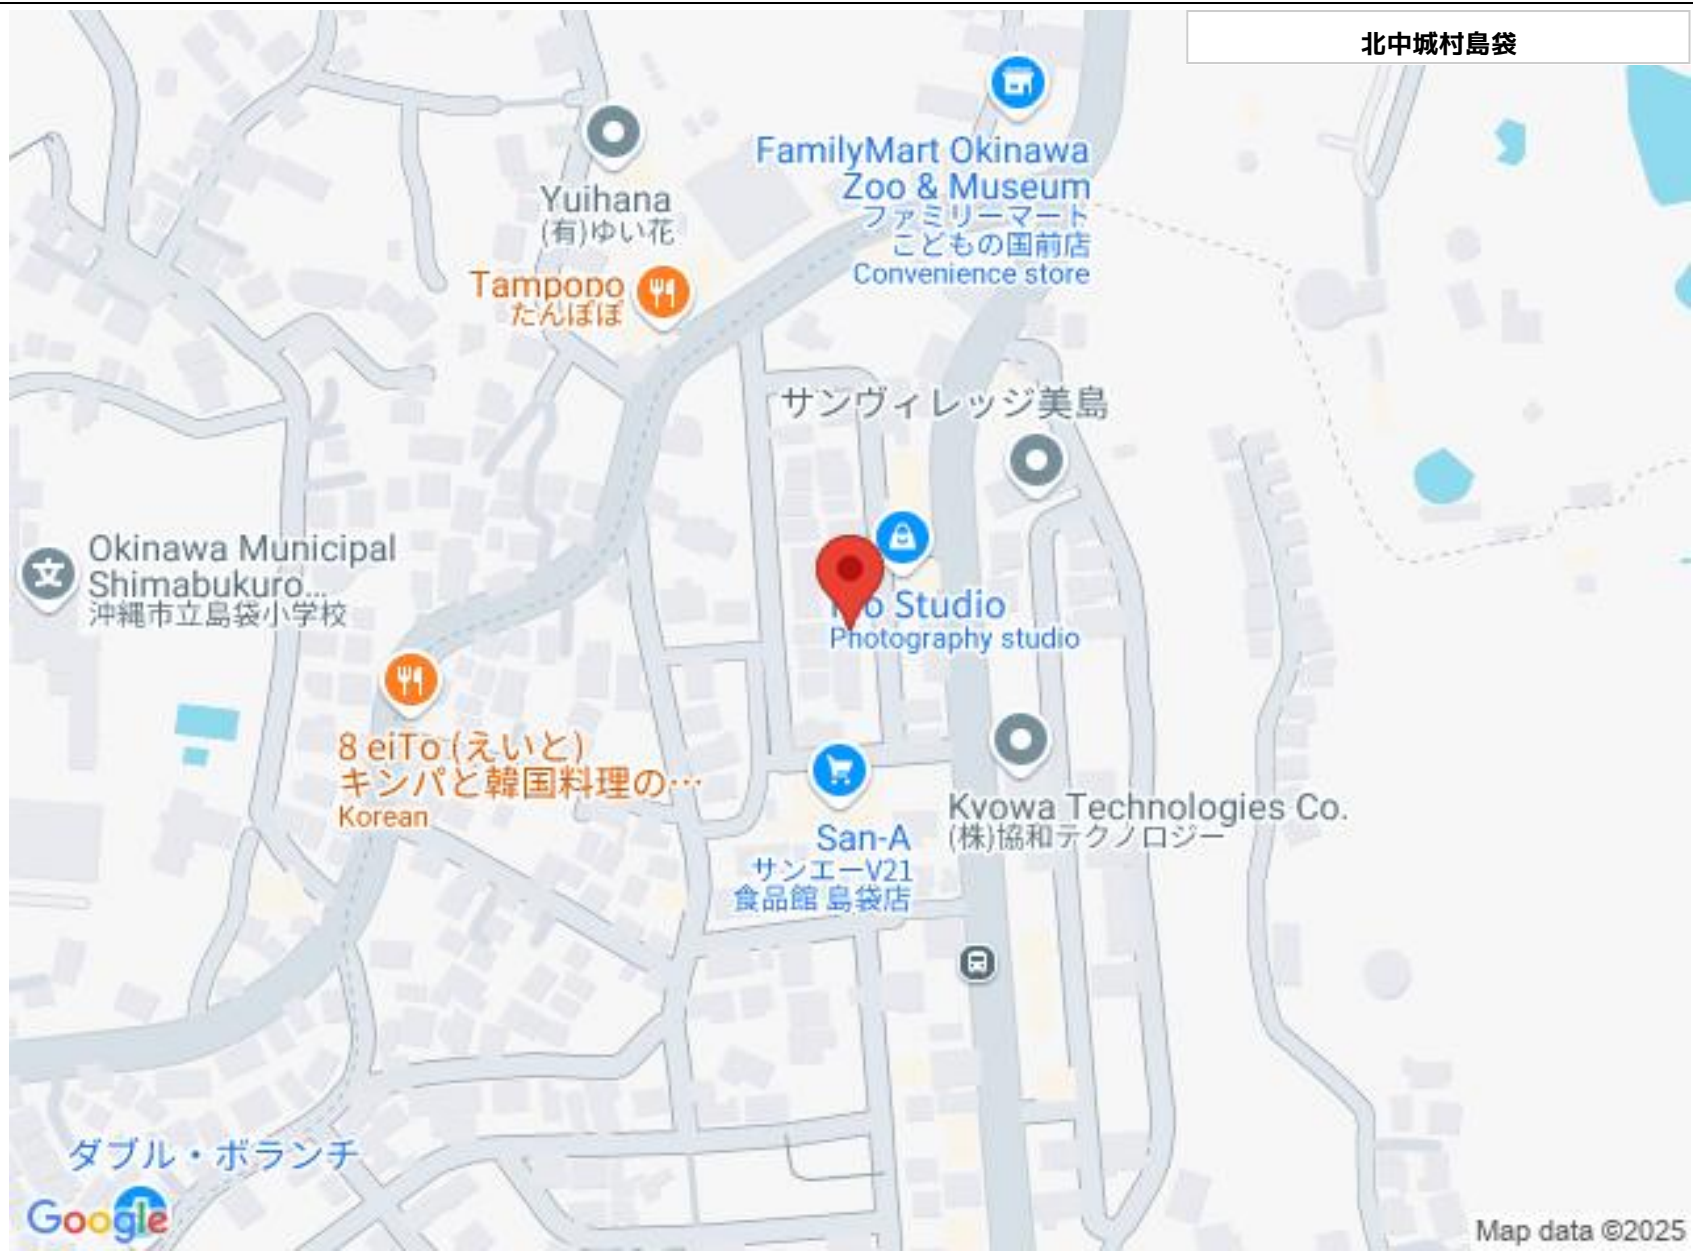 北中城村島袋
FamilyMart Okinawa
Zoo & Museum
ファミリーマート
こどもの国前店
Convenience store
Yuihana
(有)ゆい花
Tampopo
たんぽぽ
サンヴィレッジ美島
Okinawa Municipal
Shimabukuro...
沖縄市立島袋小学校
Studio
Photography studio
8 eiTo (えいと)
キンパと韓国料理の…
Korean
San-A
サンエーV21
食品館 島袋店
Kyowa Technologies Co.
(株)協和テクノロジー
ダブル・ボランチ
Google
Map data ©2025